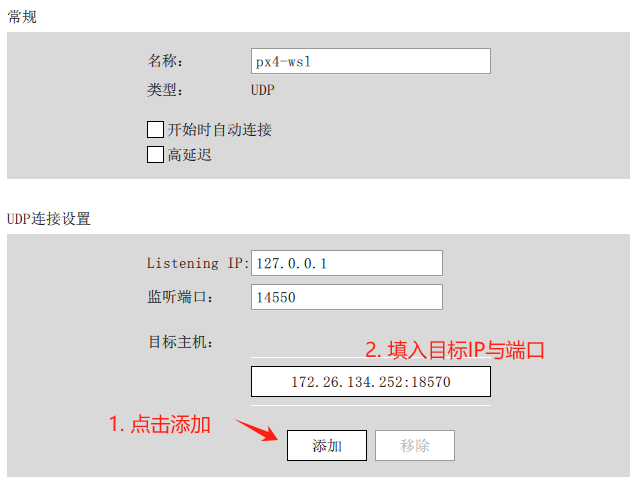 常规
名称: px4-wsl
类型: UDP
开始时自动连接
高延迟
UDP连接设置
Listening IP: 127.0.0.1
监听端口: 14550
目标主机:
2. 填入目标IP与端口
172.26.134.252:18570
1. 点击添加
添加 移除